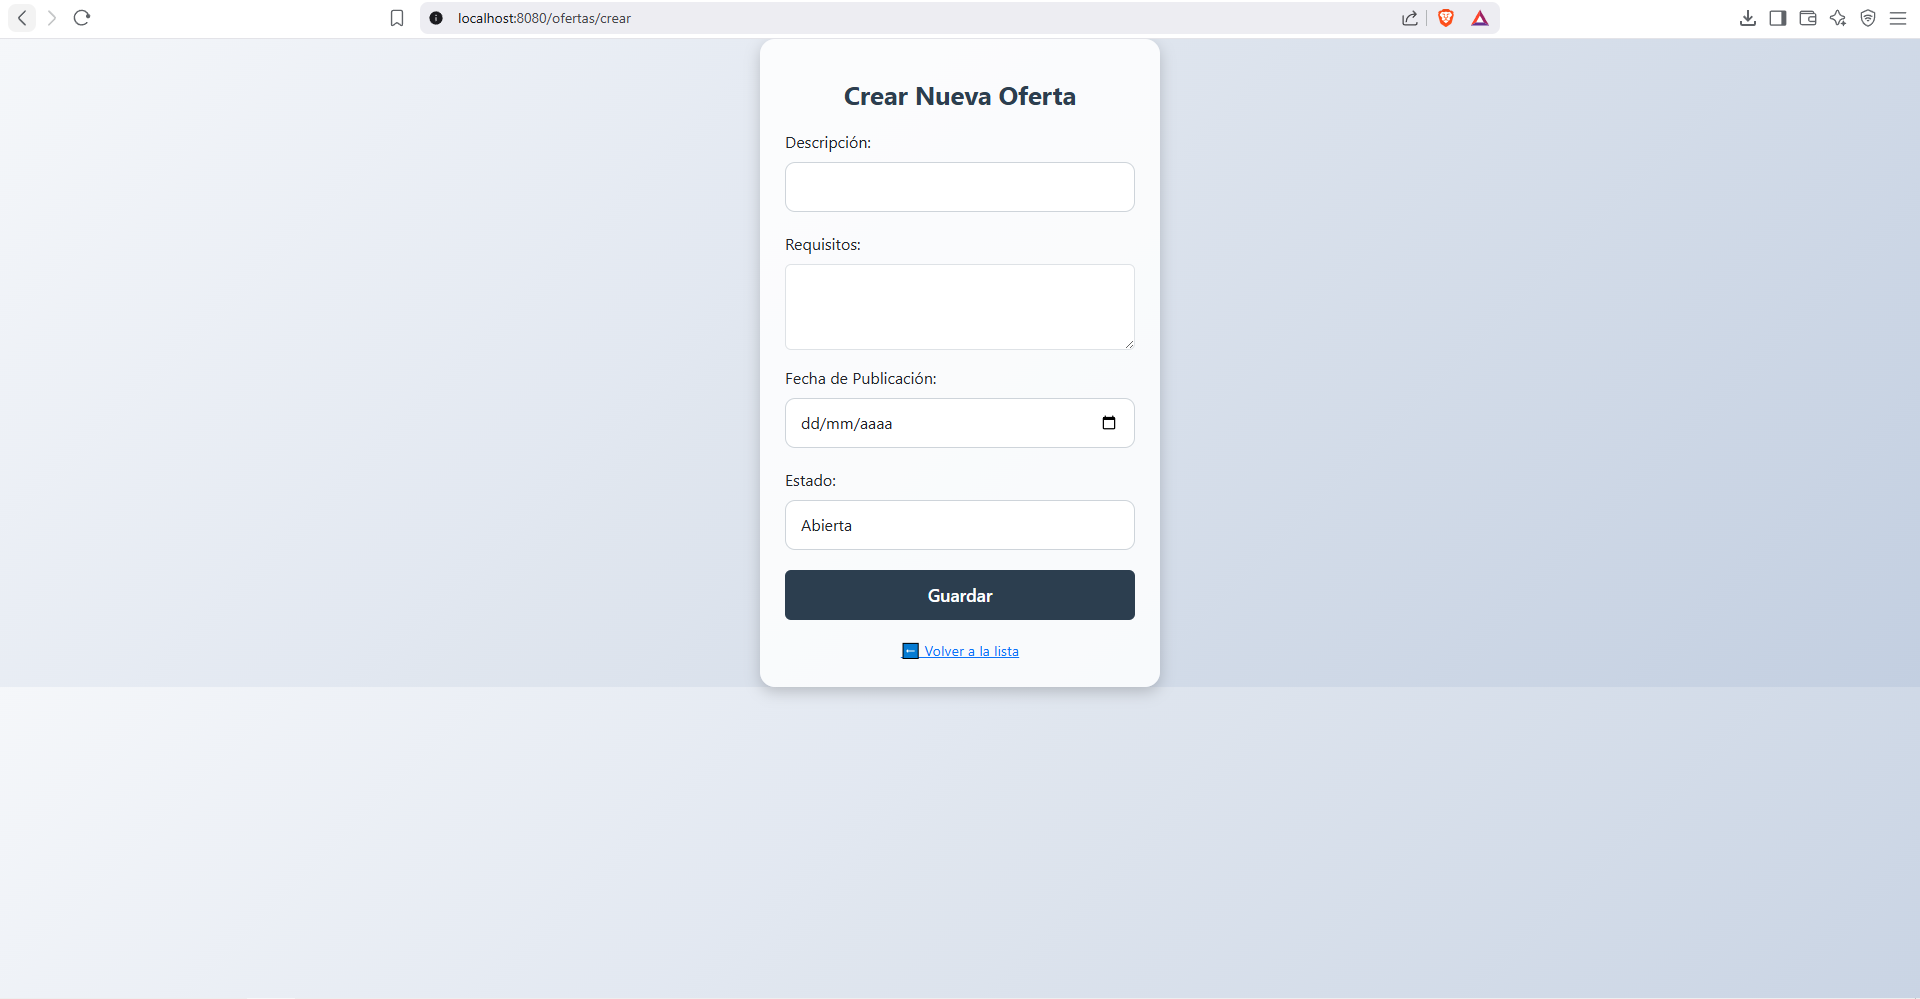 localhost:8080/ofertas/crear
Crear Nueva Oferta
Descripción:
Requisitos:
Fecha de Publicación:
dd/mm/aaaa
Estado:
Abierta
Guardar
Volver a la lista